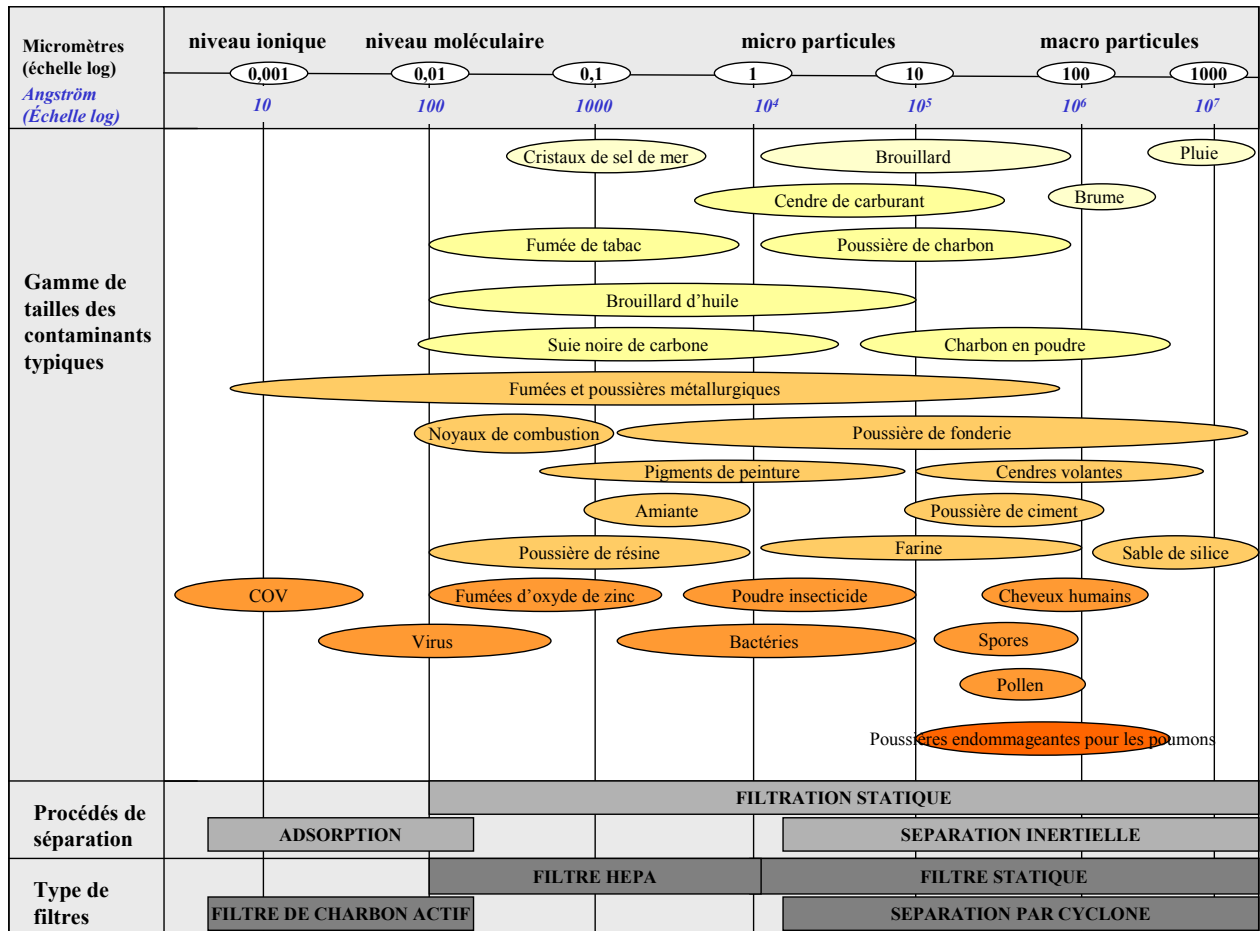 Micromètres
(échelle log)
Angström
(Échelle log)
niveau ionique niveau moléculaire micro particules macro particules
0,001 0,01 0,1 1 10 100 1000
10 100 1000 10⁴ 10⁵ 10⁶ 10⁷
Gamme de
tailles des
contaminants
typiques
Cristaux de sel de mer Brouillard Pluie
Cendre de carburant Brume
Fumée de tabac Poussière de charbon
Brouillard d'huile
Suie noire de carbone Charbon en poudre
Fumées et poussières métallurgiques
Noyaux de combustion Poussière de fonderie
Pigments de peinture Cendres volantes
Amiante Poussière de ciment
Poussière de résine Farine Sable de silice
COV Fumées d'oxyde de zinc Poudre insecticide Cheveux humains
Virus Bactéries Spores
Pollen
Poussières endommageantes pour les poumons
Procédés de
séparation
FILTRATION STATIQUE
ADSORPTION SEPARATION INERTIELLE
Type de
filtres
FILTRE HEPA FILTRE STATIQUE
FILTRE DE CHARBON ACTIF SEPARATION PAR CYCLONE